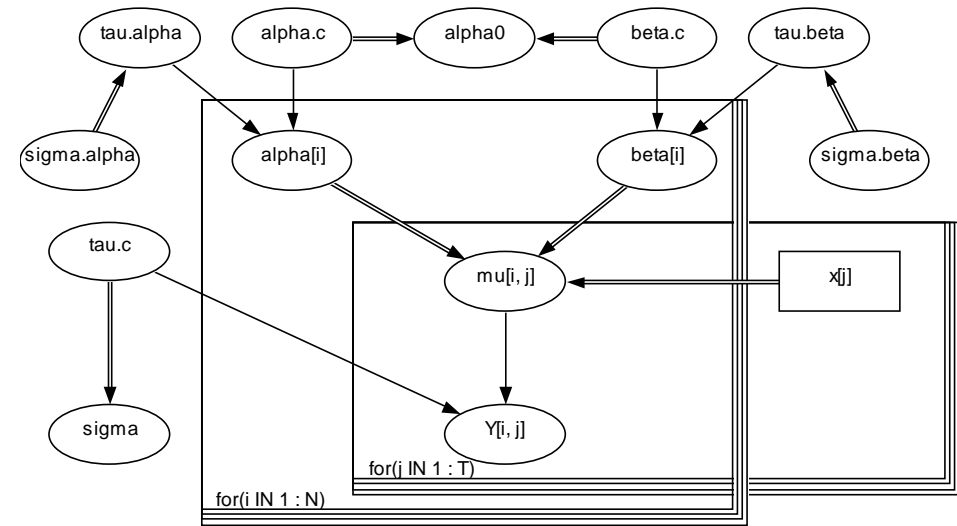 tau.alpha
alpha.c
alpha0
beta.c
tau.beta
sigma.alpha
alpha[i]
beta[i]
sigma.beta
tau.c
mu[i, j]
x[j]
sigma
Y[i, j]
for(j IN 1 : T)
for(i IN 1 : N)